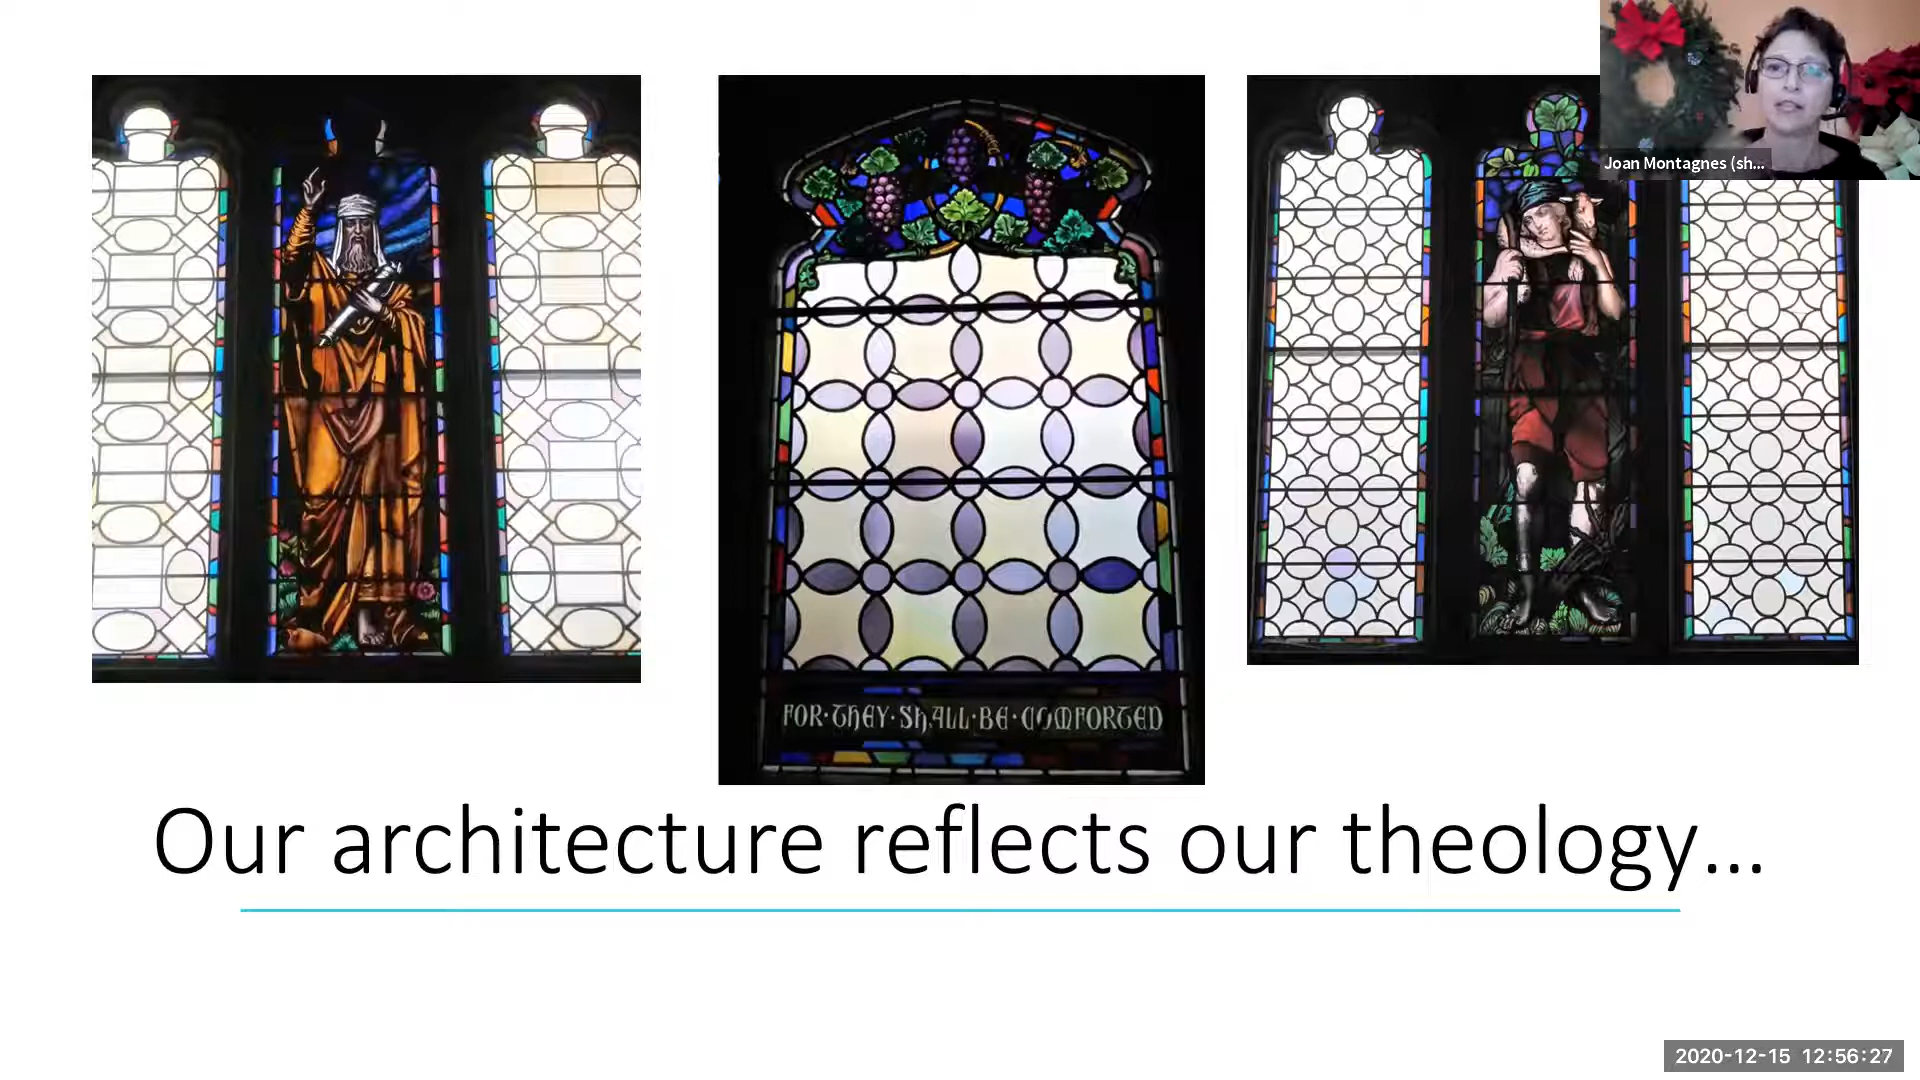 Joan Montagnes (sh...
FOR·THEY·SHALL·BE·COMFORTED
Our architecture reflects our theology...
2020-12-15 12:56:27